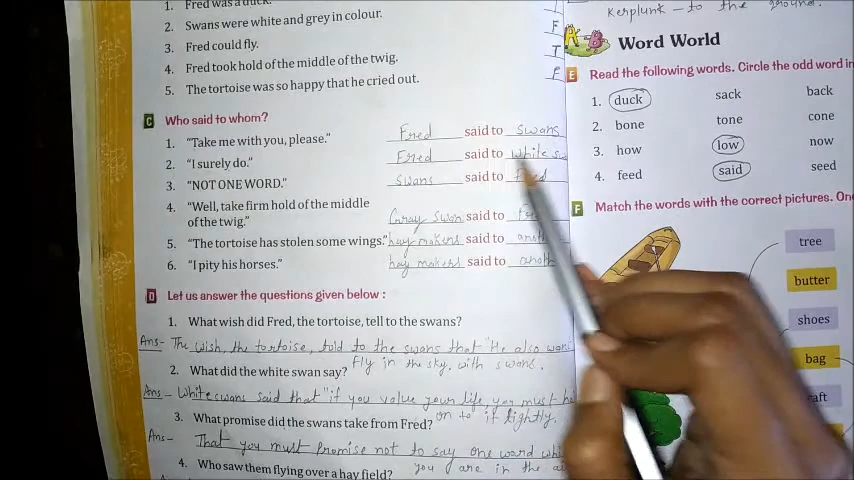 1. Fred was a duck.
2. Swans were white and grey in colour.
F
3. Fred could fly.
T
4. Fred took hold of the middle of the twig.
F
5. The tortoise was so happy that he cried out.
C Who said to whom?
1. "Take me with you, please." Fred said to swans
2. "I surely do." Fred said to white
3. "NOT ONE WORD." swans said to Fred
4. "Well, take firm hold of the middle
of the twig." Gray swan said to
5. "The tortoise has stolen some wings." hay makers said to
6. "I pity his horses." hay makers said to
D Let us answer the questions given below :
1. What wish did Fred, the tortoise, tell to the swans?
Ans- The wish, the tortoise, told to the swans that "He also
fly in the sky. with swans.
2. What did the white swan say?
Ans- White swans said that "if you value your life, you must
on to it tightly.
3. What promise did the swans take from Fred?
Ans- That you must promise not to say one word
you are in the
4. Who saw them flying over a hay field?
Kerplunk - to the ground.
Word World
E Read the following words. Circle the odd word in
1. duck sack back
2. bone tone cone
3. how low now
4. feed said seed
F Match the words with the correct pictures.
tree
butter
shoes
bag